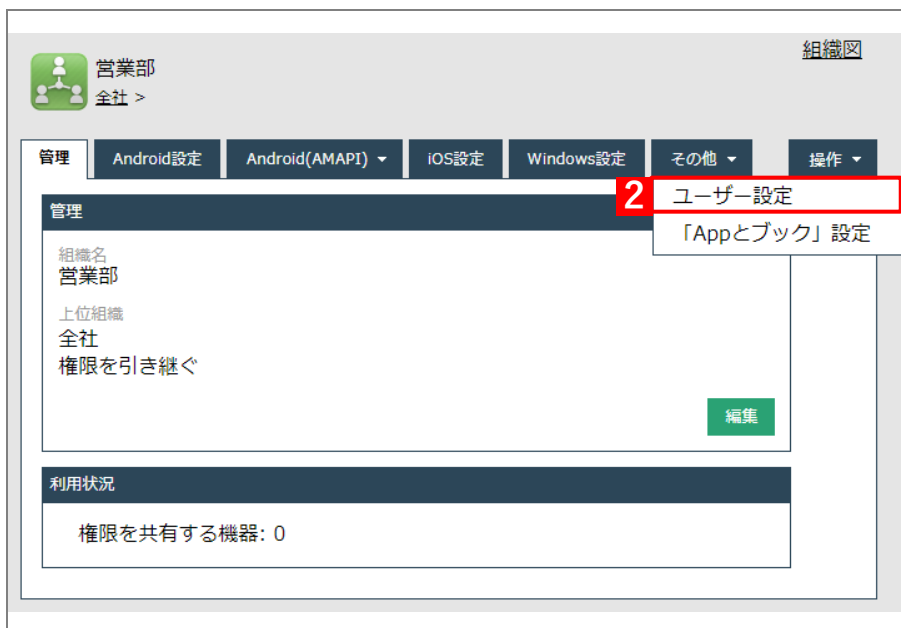 組織図
営業部
全社 >
管理 Android設定 Android(AMAPI) iOS設定 Windows設定 その他 操作
2 ユーザー設定
「Appとブック」設定
管理
組織名
営業部
上位組織
全社
権限を引き継ぐ
編集
利用状況
権限を共有する機器: 0